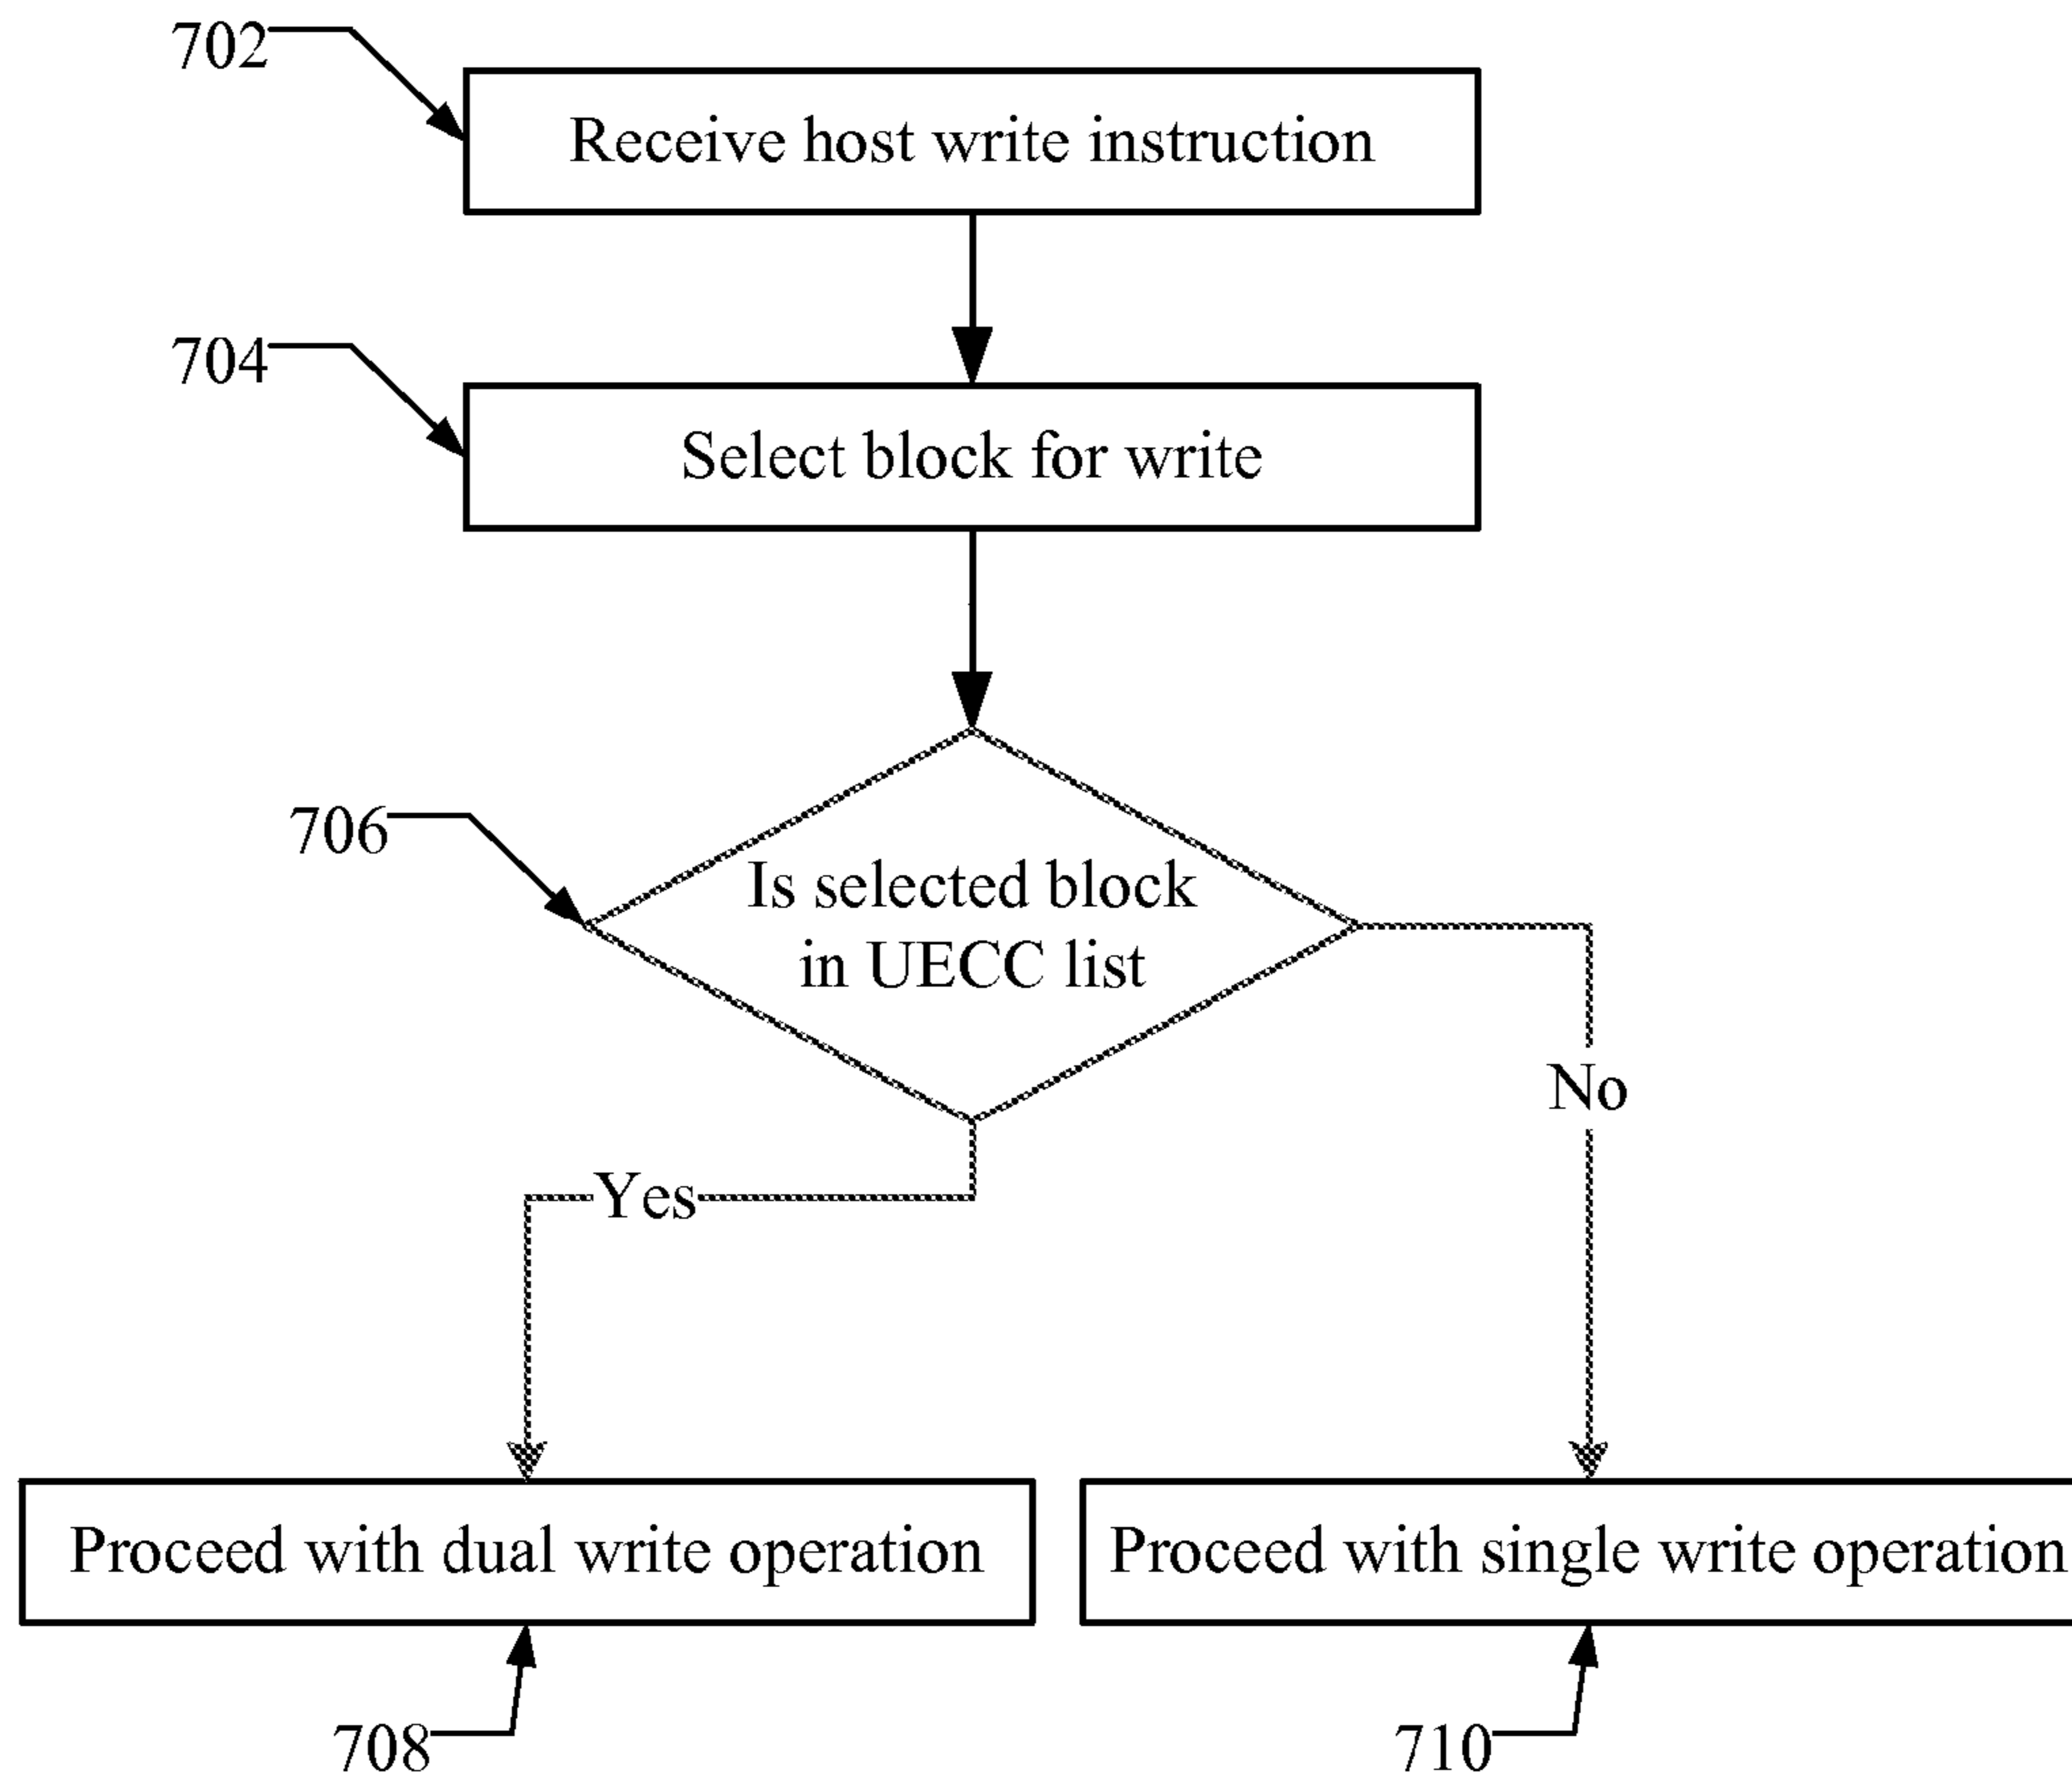 702
Receive host write instruction
704
Select block for write
706
Is selected block
in UECC list
No
Yes
Proceed with dual write operation
Proceed with single write operation
708
710